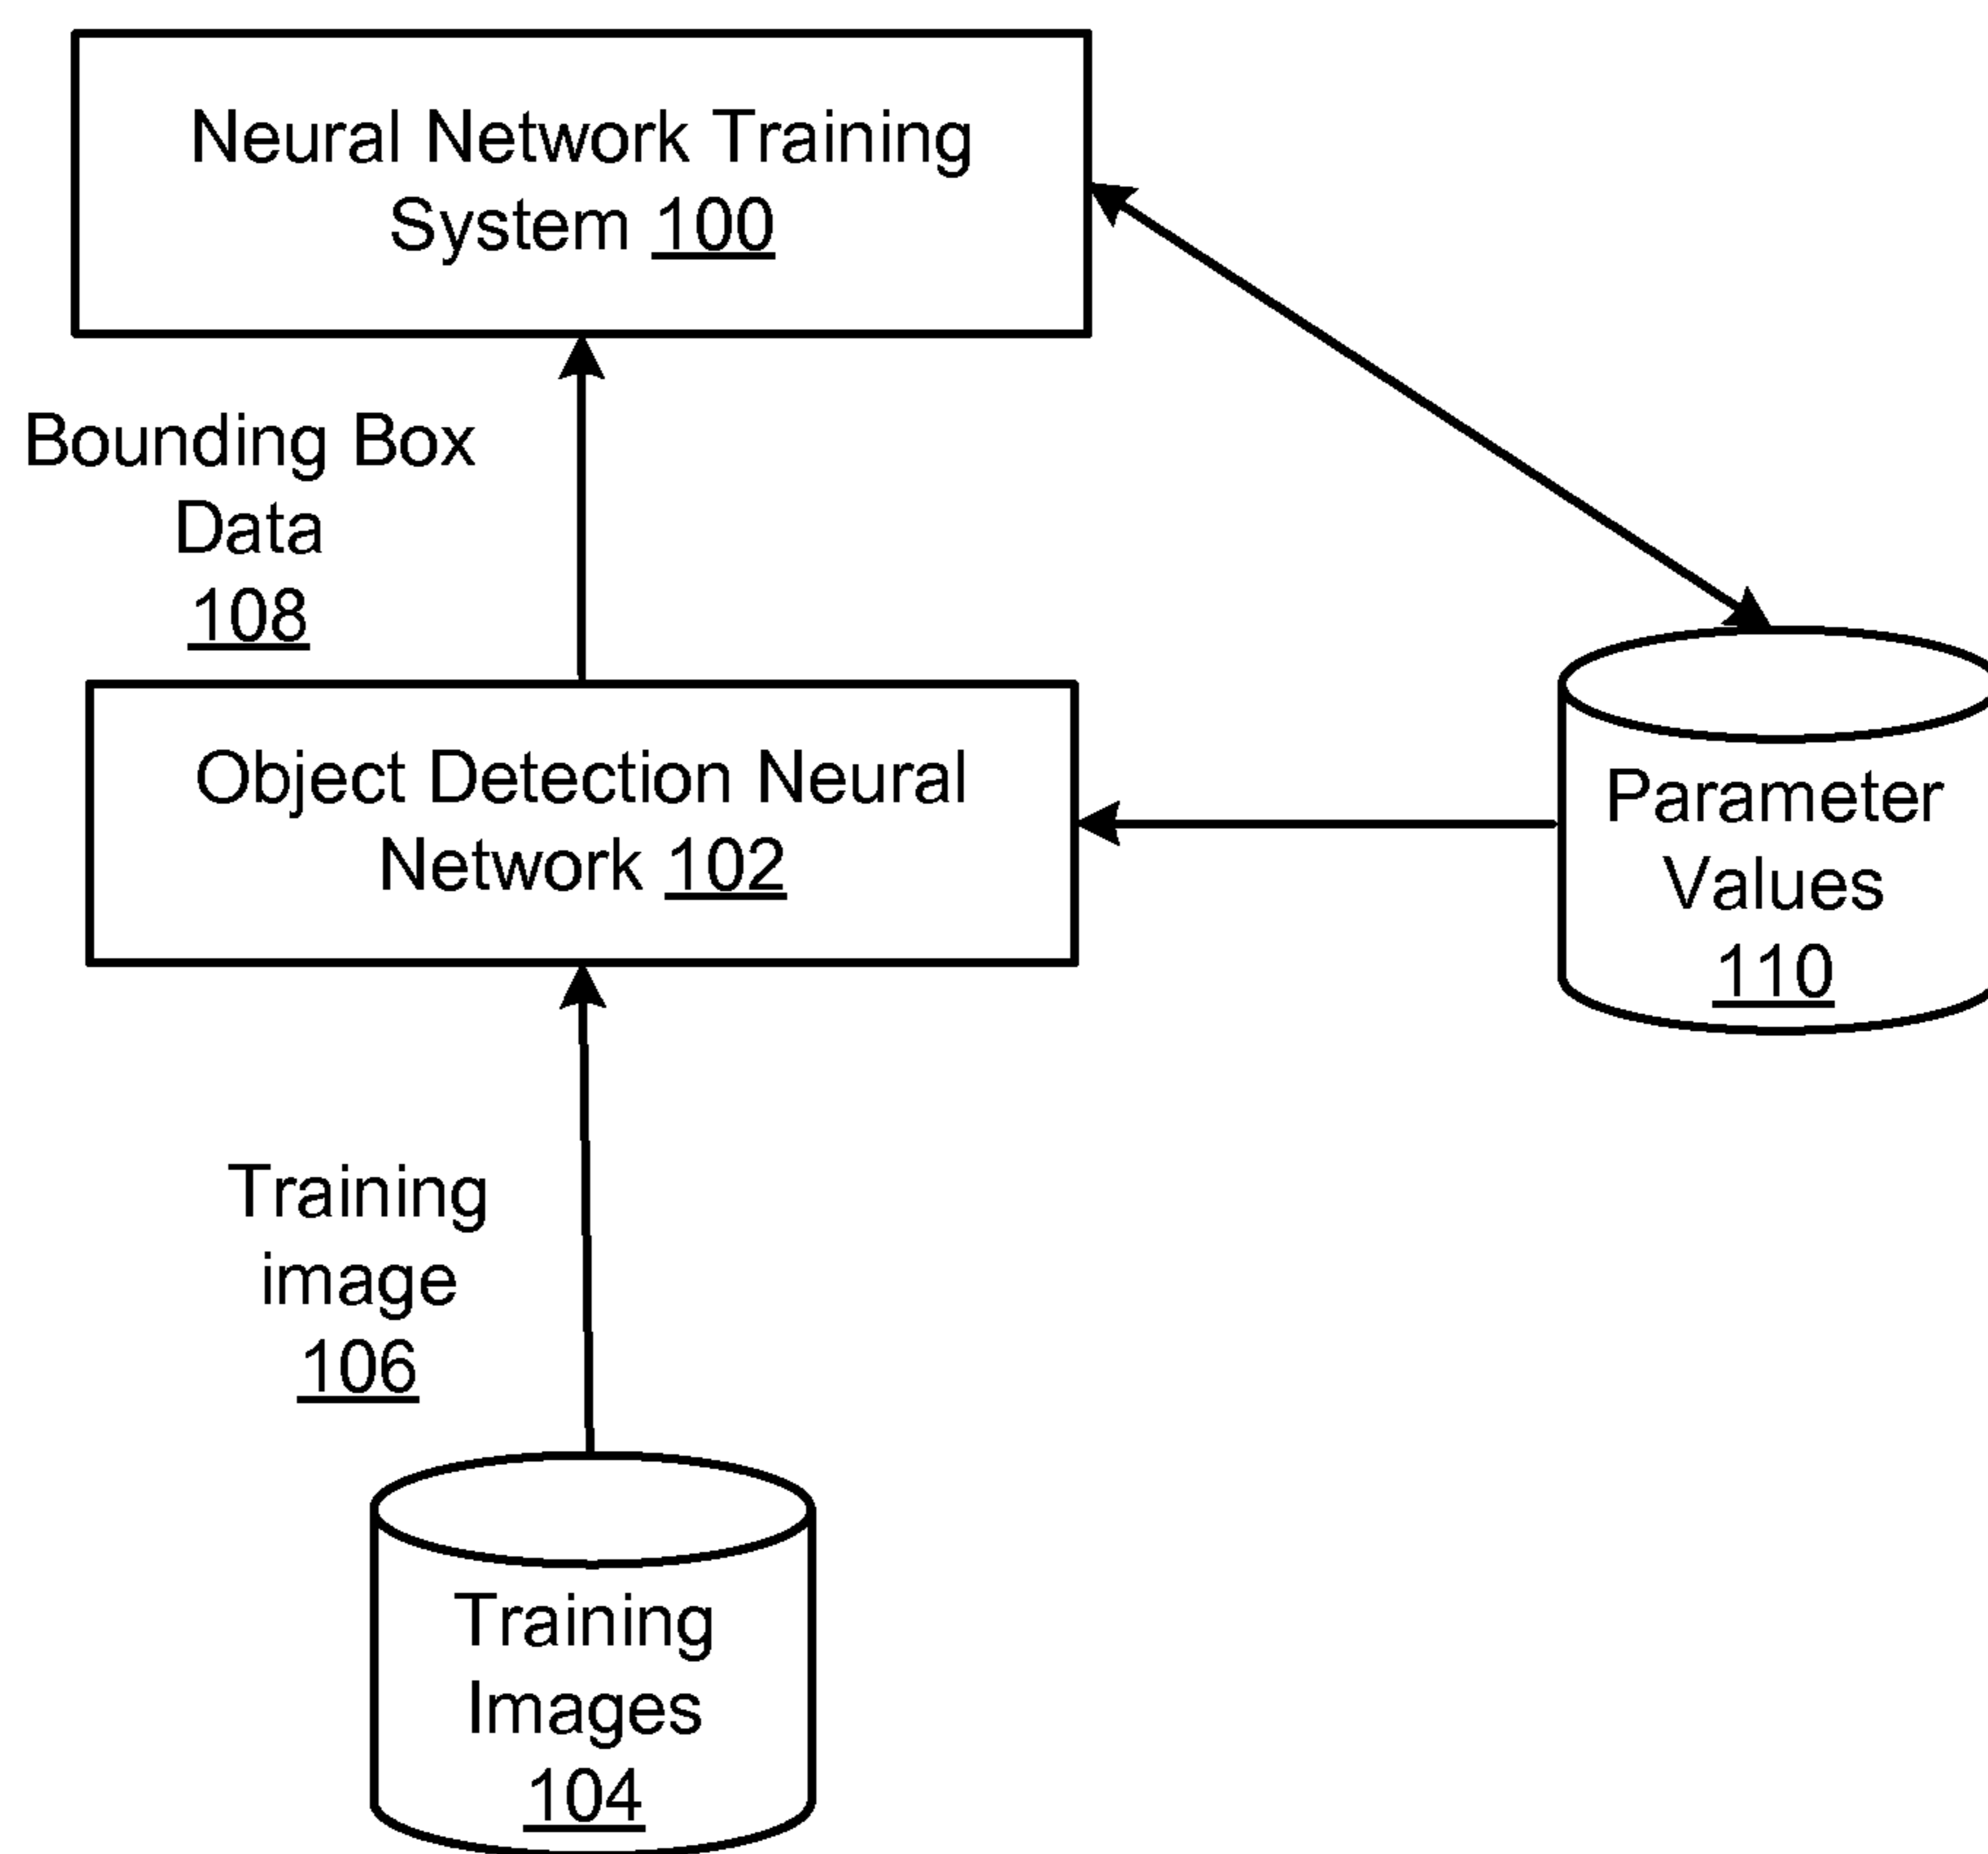 Neural Network Training
System 100
Bounding Box
Data
108
Object Detection Neural
Network 102
Parameter
Values
110
Training
image
106
Training
Images
104